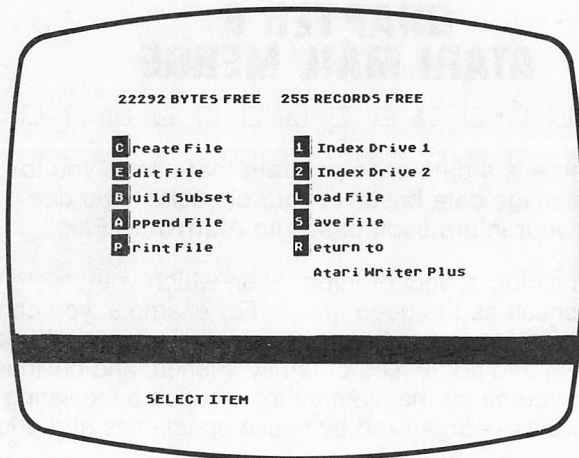 22292 BYTES FREE 255 RECORDS FREE
Create File
Edit File
Build Subset
Append File
Print File
1 Index Drive 1
2 Index Drive 2
Load File
Save File
Return to
Atari Writer Plus
SELECT ITEM